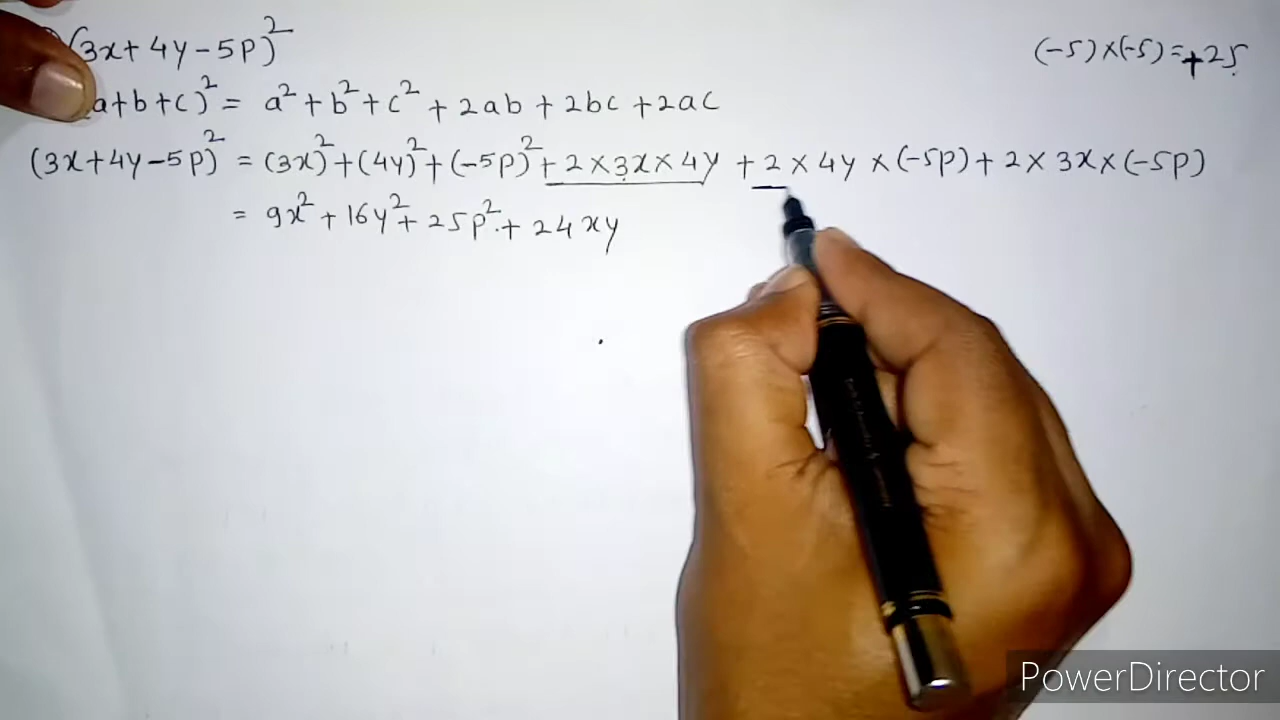 (3x+4y-5p)²
(-5)×(-5)=+25
a+b+c)² = a²+b²+c²+2ab+2bc+2ac
(3x+4y-5p)² = (3x)²+(4y)²+(-5p)²+2×3x×4y+2×4y×(-5p)+2×3x×(-5p)
= 9x²+16y²+25p²+24xy
PowerDirector